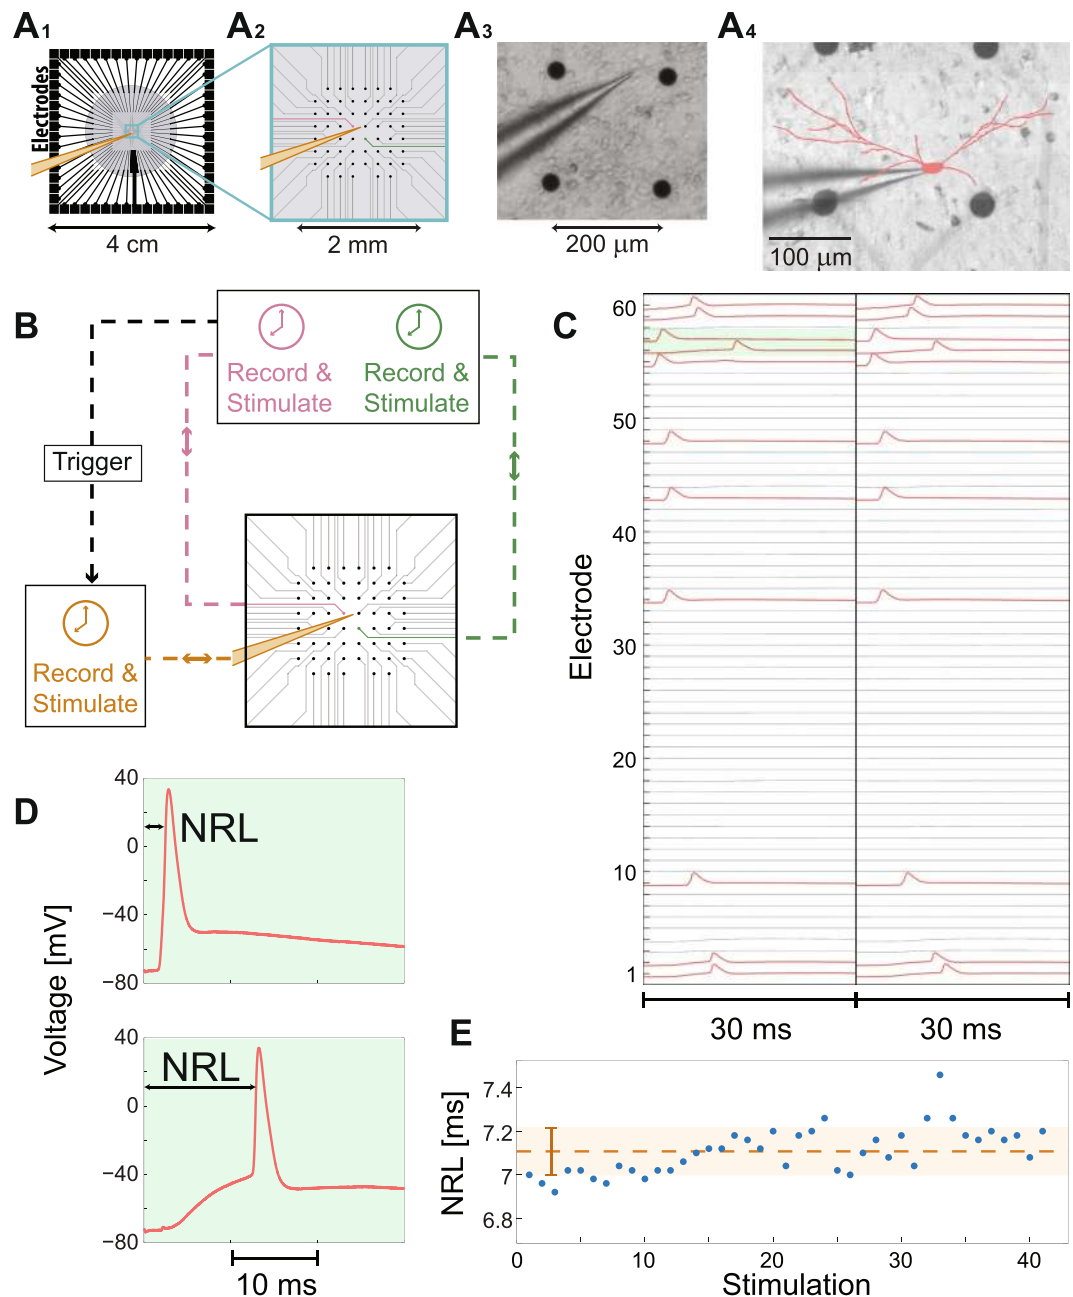 A1
A2
A3
A4
Electrodes
4 cm
2 mm
200 μm
100 μm
B
Record &
Stimulate
Record &
Stimulate
Trigger
Record &
Stimulate
C
Electrode
60
50
40
30
20
10
1
30 ms
30 ms
D
Voltage [mV]
40
0
−40
−80
NRL
40
0
−40
−80
NRL
10 ms
E
NRL [ms]
7.4
7.2
7
6.8
0
10
20
30
40
Stimulation